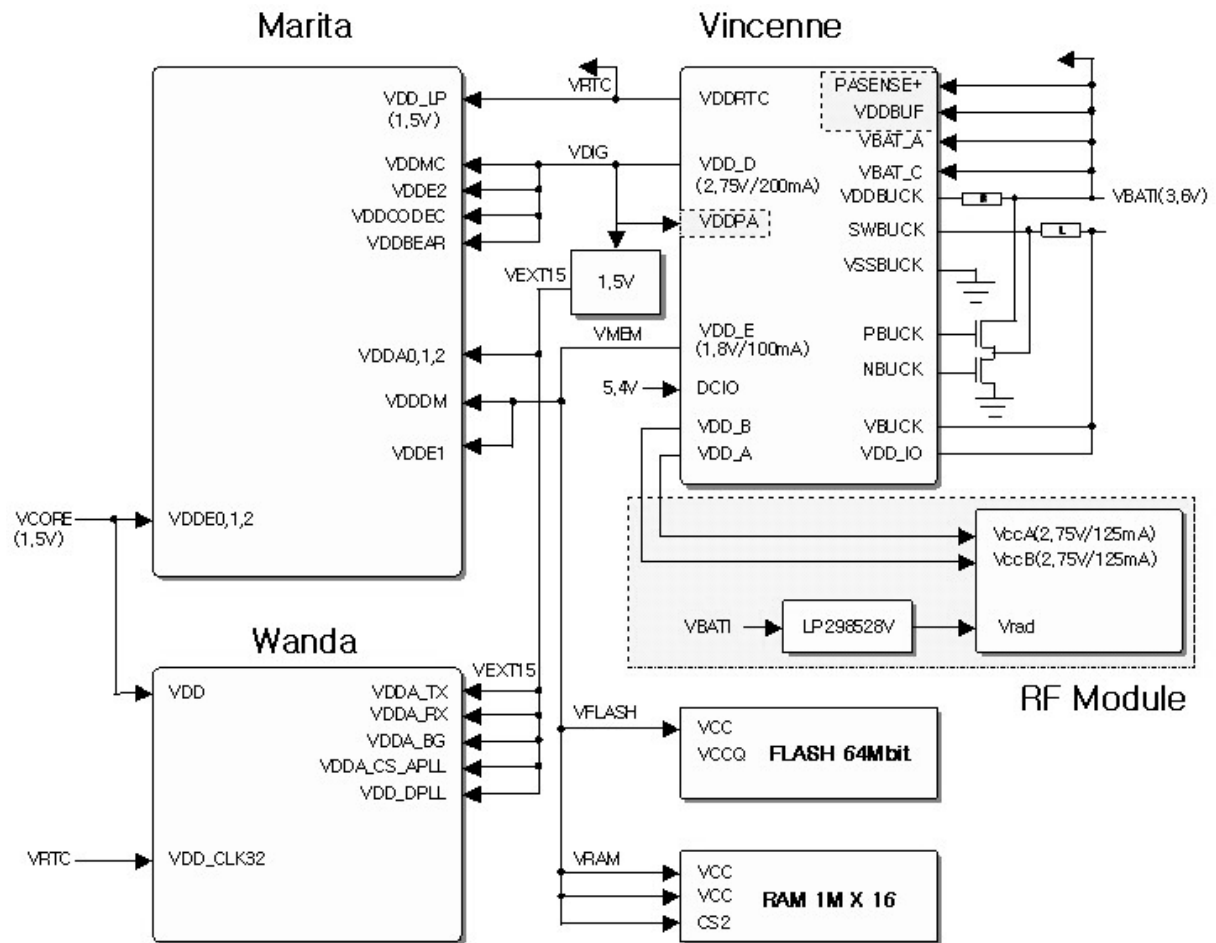 Marita
Vincenne
VDD_LP
(1,5V)
VRTC
VDDRTC
PASENSE+
VDDBUF
VBAT_A
VDDMC
VDIG
VDD_D
(2,75V/200mA)
VBAT_C
VDDE2
VDDBUCK
R
VBATI(3,6V)
VDDCODEC
VDDPA
SWBUCK
L
VDDBEAR
VEXT15
1,5V
VSSBUCK
VMEM
VDD_E
(1,8V/100mA)
PBUCK
VDDA0,1,2
NBUCK
5,4V
DCIO
VDDDM
VDD_B
VBUCK
VDDE1
VDD_A
VDD_IO
VCORE
(1,5V)
VDDE0,1,2
VccA(2,75V/125mA)
VccB(2,75V/125mA)
VBATI
LP298528V
Vrad
RF Module
Wanda
VEXT15
VDD
VDDA_TX
VDDA_RX
VDDA_BG
VDDA_CS_APLL
VDD_DPLL
VFLASH
VCC
VCCQ
FLASH 64Mbit
VRTC
VDD_CLK32
VRAM
VCC
VCC
CS2
RAM 1M X 16